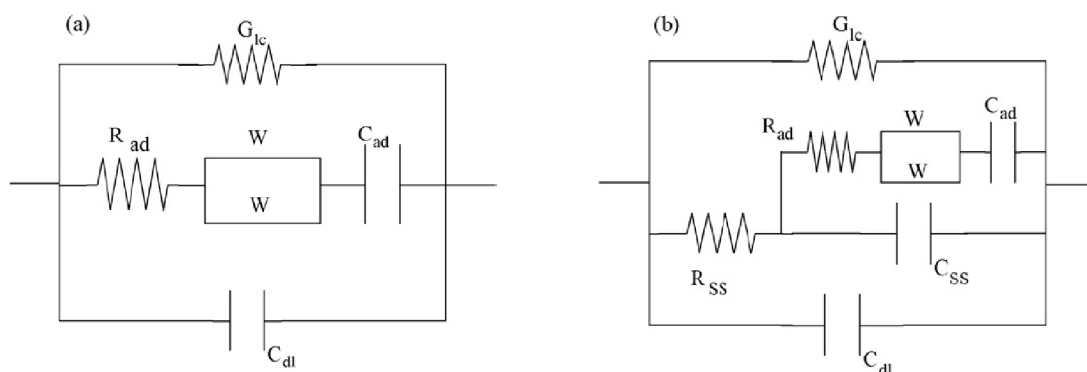 (a)
G_lc
R_ad
W
C_ad
W
C_dl
(b)
G_lc
R_ad
W
C_ad
W
R_SS
C_SS
C_dl